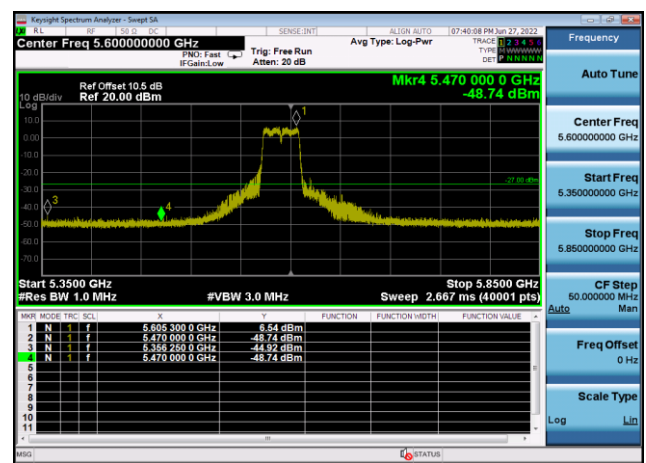 Keysight Spectrum Analyzer - Swept SA
RL RF 50 Ω DC SENSE:INT ALIGN AUTO 07:40:08 PM Jun 27, 2022
Center Freq 5.600000000 GHz
PNO: Fast
IFGain:Low
Trig: Free Run
Atten: 20 dB
Avg Type: Log-Pwr
TRACE 1 2 3 4 5 6
TYPE M WWWWW
DET P NNNNN
Frequency
Auto Tune
Center Freq
5.600000000 GHz
Start Freq
5.350000000 GHz
Stop Freq
5.850000000 GHz
CF Step
50.000000 MHz
Auto Man
Freq Offset
0 Hz
Scale Type
Log Lin
Ref Offset 10.5 dB
10 dB/div Ref 20.00 dBm
Log
Mkr4 5.470 000 0 GHz
-48.74 dBm
10.0
0.00
-10.0
-20.0
-30.0
-40.0
-50.0
-60.0
-70.0
1
3
4
-27.00 dBm
Start 5.3500 GHz Stop 5.8500 GHz
#Res BW 1.0 MHz #VBW 3.0 MHz Sweep 2.667 ms (40001 pts)
MKR MODE TRC SCL X Y FUNCTION FUNCTION WIDTH FUNCTION VALUE
1 N 1 f 5.605 300 0 GHz 6.54 dBm
2 N 1 f 5.470 000 0 GHz -48.74 dBm
3 N 1 f 5.356 250 0 GHz -44.92 dBm
4 N 1 f 5.470 000 0 GHz -48.74 dBm
5
6
7
8
9
10
11
MSG STATUS